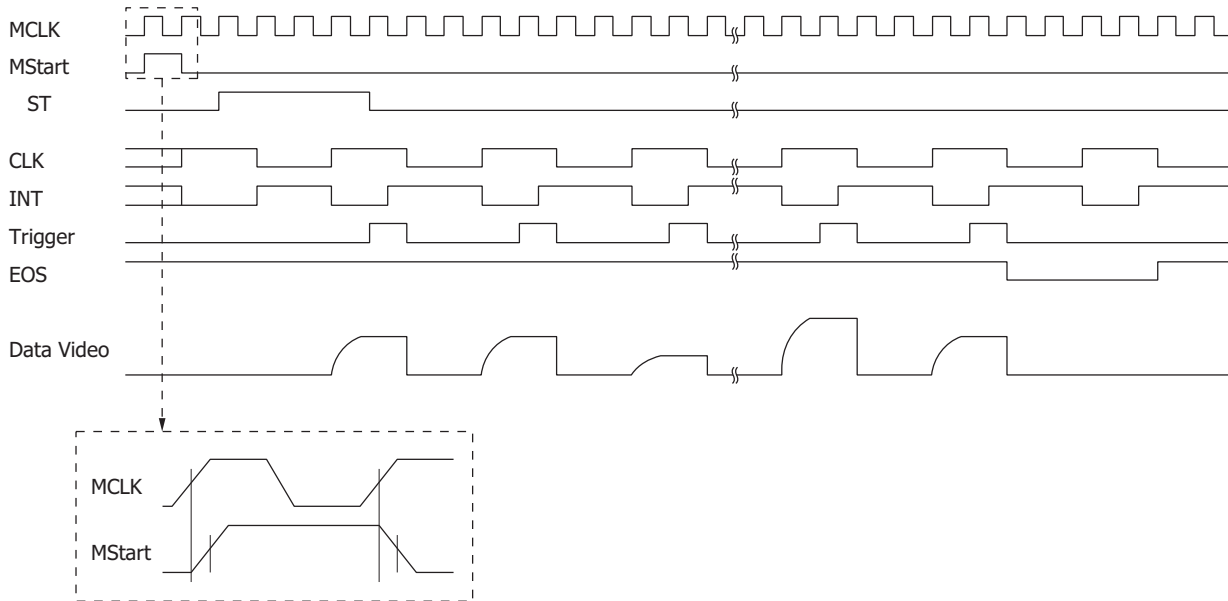 MCLK
MStart
ST
CLK
INT
Trigger
EOS
Data Video
MCLK
MStart